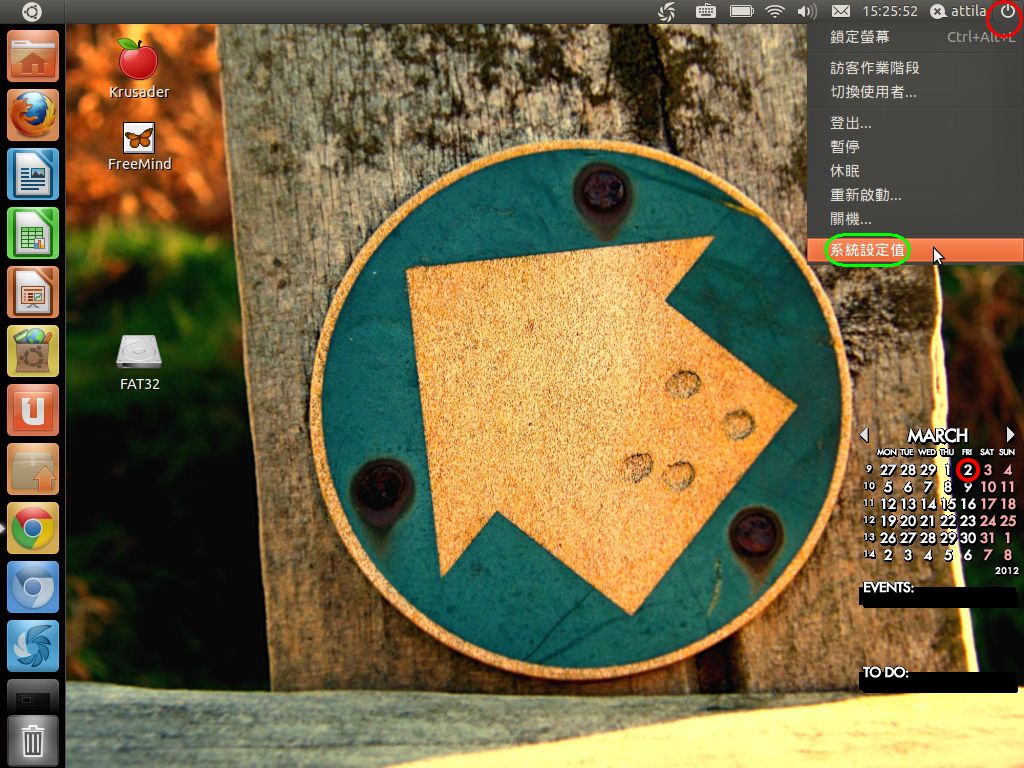 15:25:52 attila
鎖定螢幕 Ctrl+Alt+L
訪客作業階段
切換使用者...
登出...
暫停
休眠
重新啟動...
關機...
系統設定值
Krusader
FreeMind
FAT32
MARCH
MON TUE WED THU FRI SAT SUN
9 27 28 29 1 2 3 4
10 5 6 7 8 9 10 11
11 12 13 14 15 16 17 18
12 19 20 21 22 23 24 25
13 26 27 28 29 30 31 1
14 2 3 4 5 6 7 8
2012
EVENTS:
TO DO: